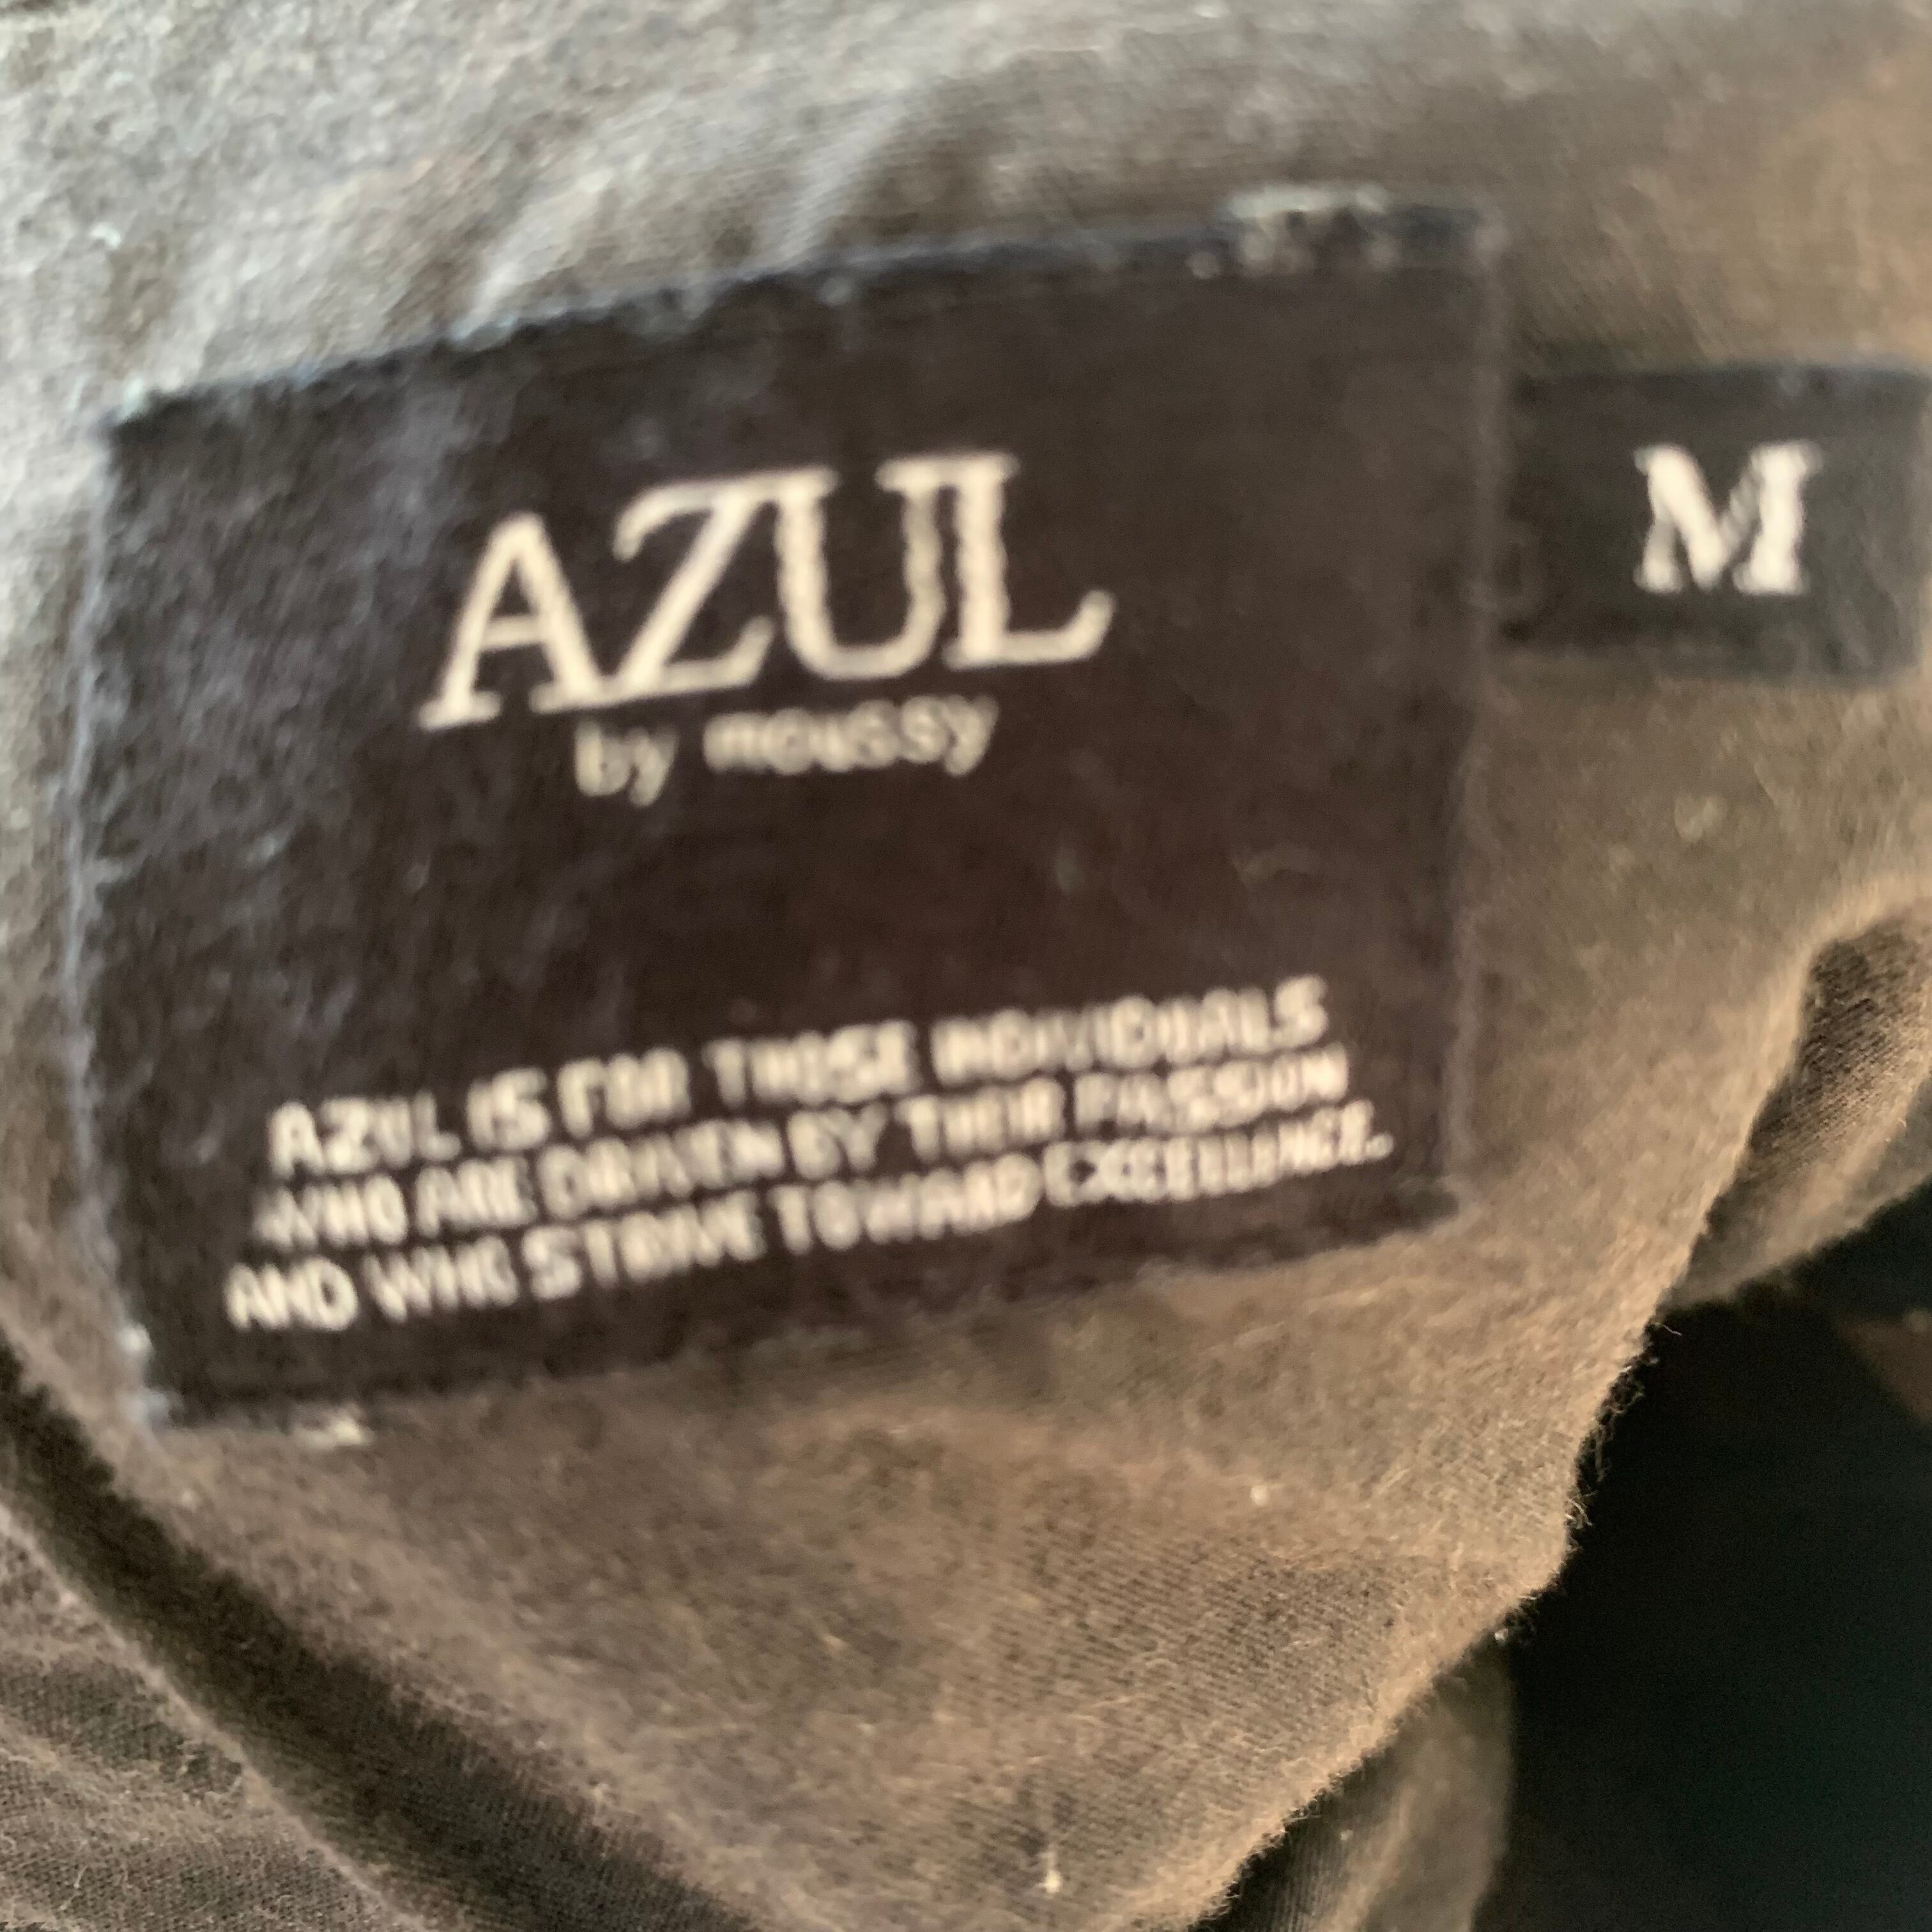 AZUL
by moussy
M
AZUL IS FOR THOSE INDIVIDUALS
WHO ARE DRIVEN BY THEIR PASSION
AND WHO STRIVE TOWARD EXCELLENCE.